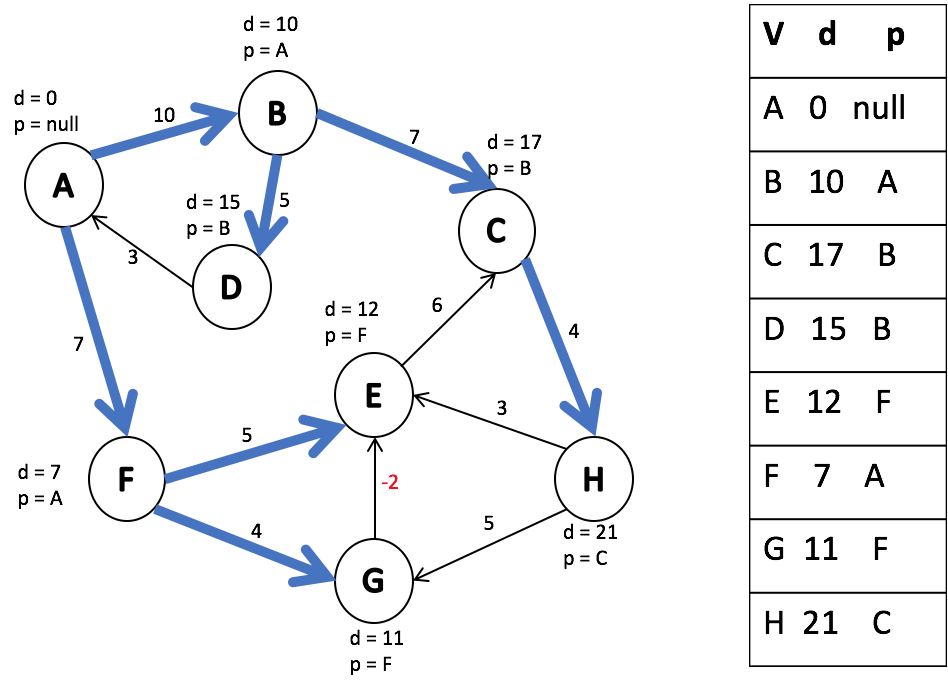 d = 10
p = A
B
d = 0
p = null
10
7
A
d = 17
p = B
d = 15
p = B
5
C
3
D
d = 12
p = F
6
4
7
E
3
5
F
-2
H
d = 7
p = A
4
5
d = 21
p = C
G
d = 11
p = F
V d p
A 0 null
B 10 A
C 17 B
D 15 B
E 12 F
F 7 A
G 11 F
H 21 C